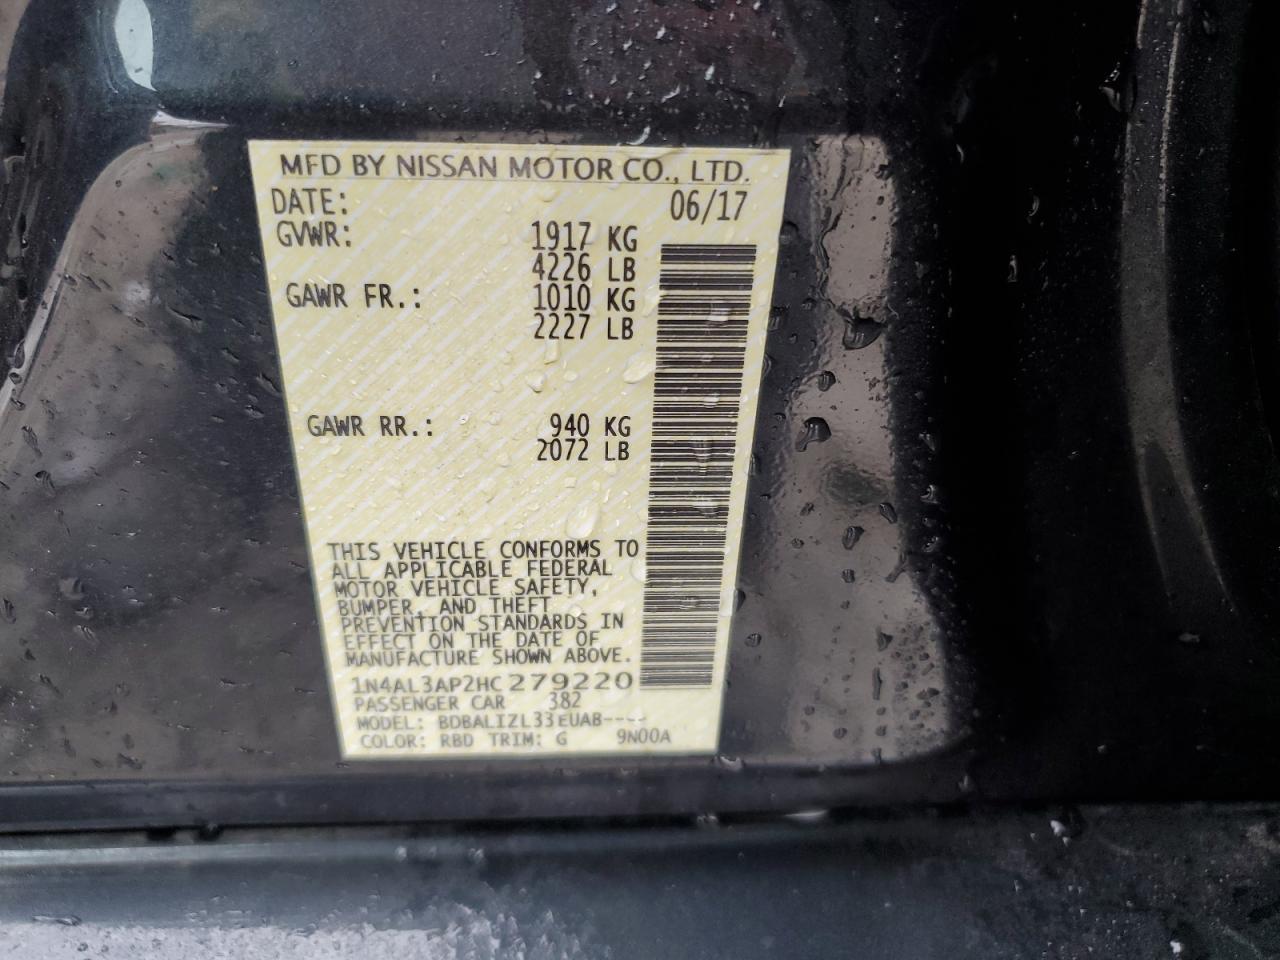 MFD BY NISSAN MOTOR CO., LTD.
DATE: 06/17
GVWR: 1917 KG
4226 LB
GAWR FR.: 1010 KG
2227 LB
GAWR RR.: 940 KG
2072 LB
THIS VEHICLE CONFORMS TO
ALL APPLICABLE FEDERAL
MOTOR VEHICLE SAFETY,
BUMPER, AND THEFT
PREVENTION STANDARDS IN
EFFECT ON THE DATE OF
MANUFACTURE SHOWN ABOVE.
1N4AL3AP2HC279220
PASSENGER CAR 382
MODEL: BDBALIZL33EUAB----
COLOR: RBD TRIM: G 9N00A